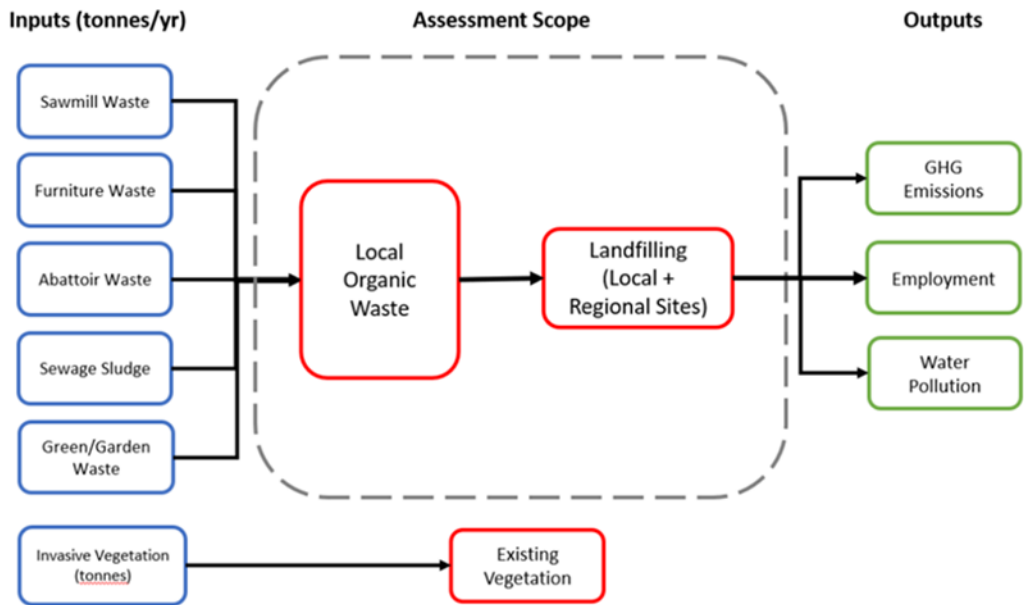 Inputs (tonnes/yr)
Assessment Scope
Outputs
Sawmill Waste
Furniture Waste
Abattoir Waste
Sewage Sludge
Green/Garden
Waste
Local
Organic
Waste
Landfilling
(Local +
Regional Sites)
GHG
Emissions
Employment
Water
Pollution
Invasive Vegetation
(tonnes)
Existing
Vegetation